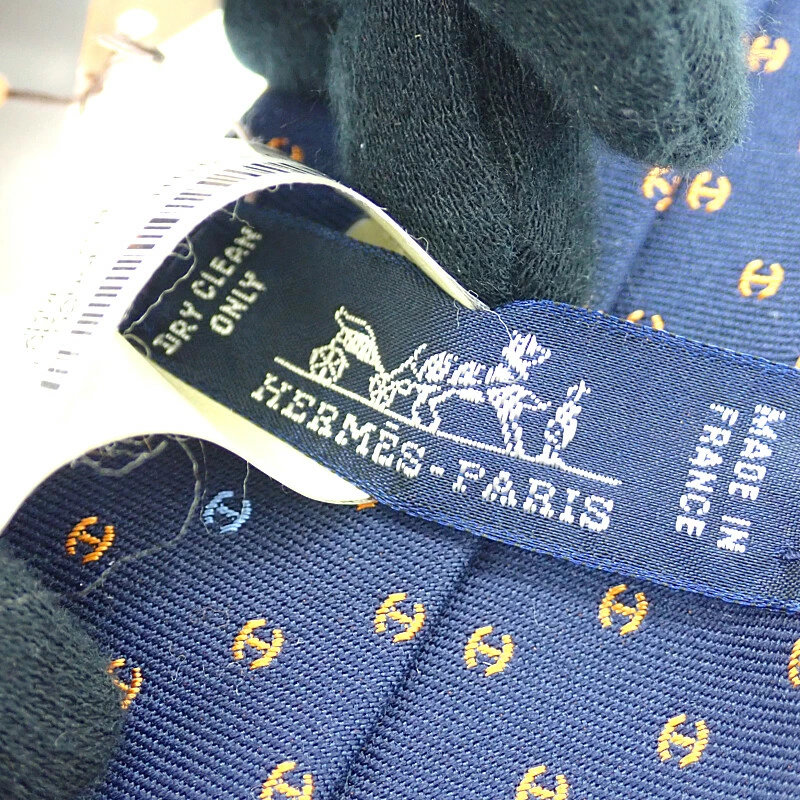 DRY CLEAN
ONLY
HERMÈS-PARIS
MADE IN
FRANCE